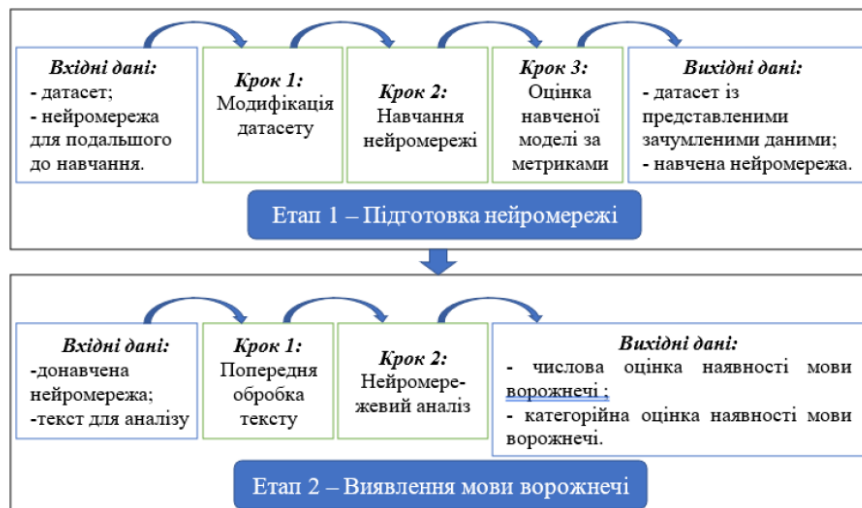 Вхідні дані:
- датасет;
- нейромережа
для подальшого
до навчання.
Крок 1:
Модифікація
датасету
Крок 2:
Навчання
нейромережі
Крок 3:
Оцінка
навченої
моделі за
метриками
Вихідні дані:
- датасет із
представленими
зачумленими даними;
- навчена нейромережа.
Етап 1 – Підготовка нейромережі
Вхідні дані:
-донавчена
нейромережа;
-текст для аналізу
Крок 1:
Попередня
обробка
тексту
Крок 2:
Нейромере-
жевий аналіз
Вихідні дані:
- числова оцінка наявності мови
ворожнечі ;
- категорійна оцінка наявності мови
ворожнечі.
Етап 2 – Виявлення мови ворожнечі